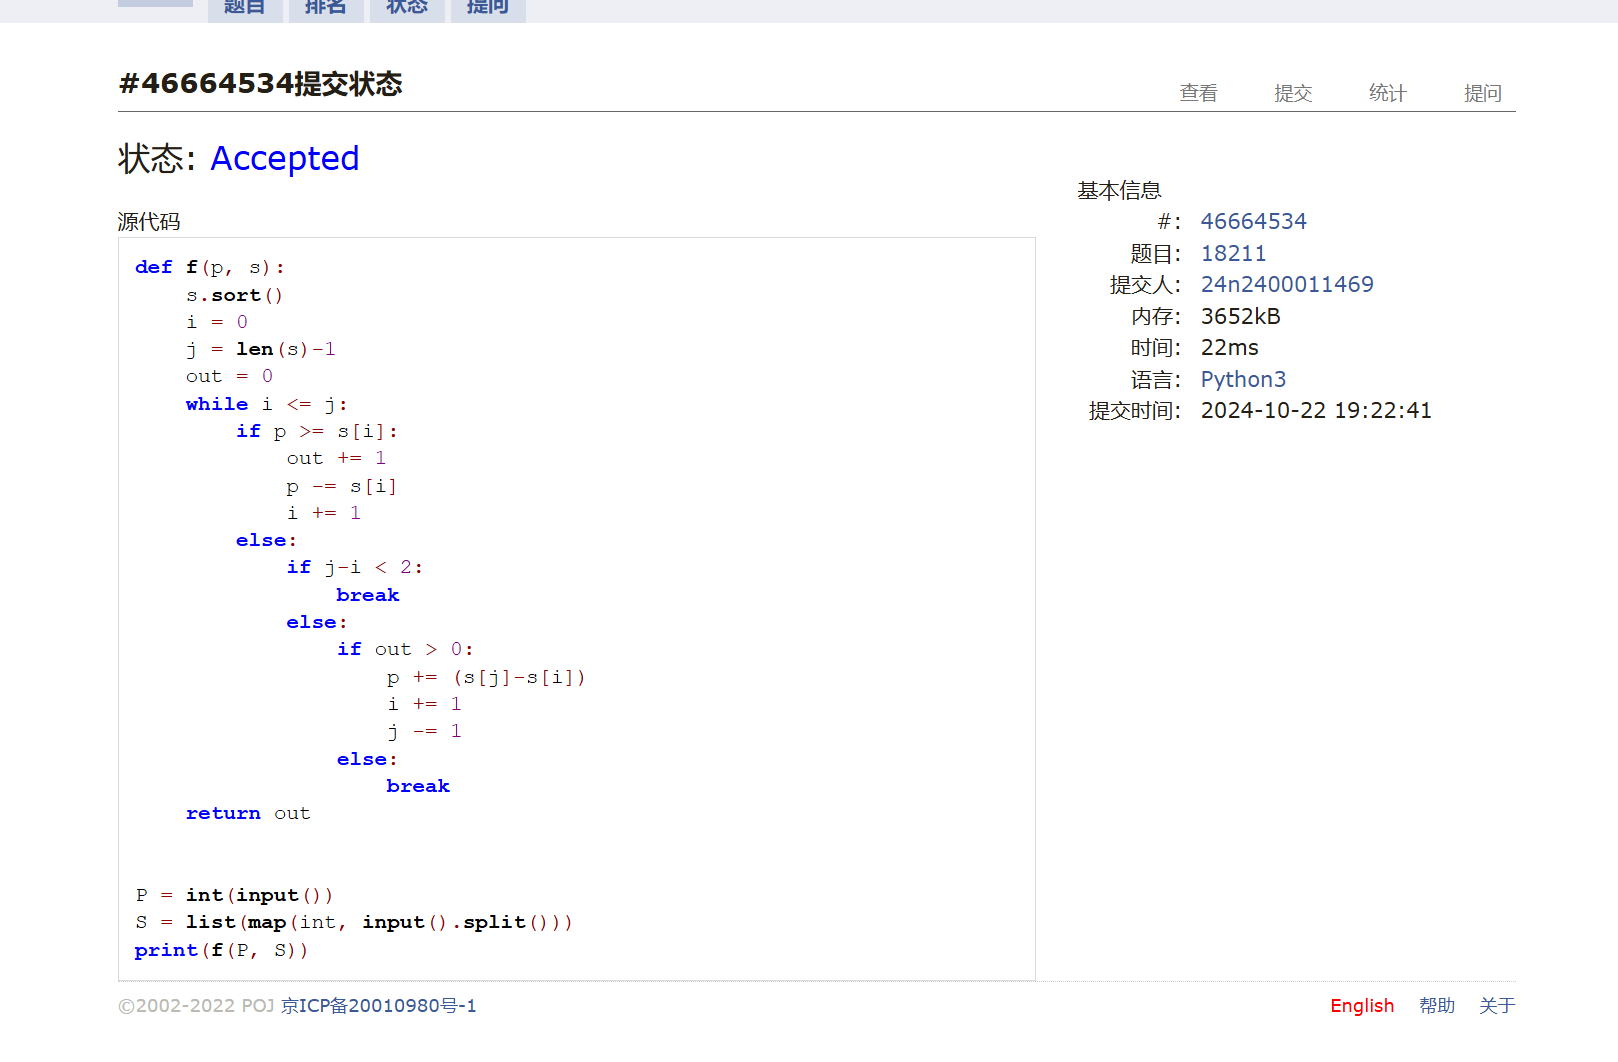 题目 排名 状态 提问
#46664534提交状态
查看 提交 统计 提问
状态: Accepted
基本信息
#: 46664534
题目: 18211
提交人: 24n2400011469
内存: 3652kB
时间: 22ms
语言: Python3
提交时间: 2024-10-22 19:22:41
源代码
def f(p, s):
    s.sort()
    i = 0
    j = len(s)-1
    out = 0
    while i <= j:
        if p >= s[i]:
            out += 1
            p -= s[i]
            i += 1
        else:
            if j-i < 2:
                break
            else:
                if out > 0:
                    p += (s[j]-s[i])
                    i += 1
                    j -= 1
                else:
                    break
    return out
P = int(input())
S = list(map(int, input().split()))
print(f(P, S))
©2002-2022 POJ 京ICP备20010980号-1
English 帮助 关于